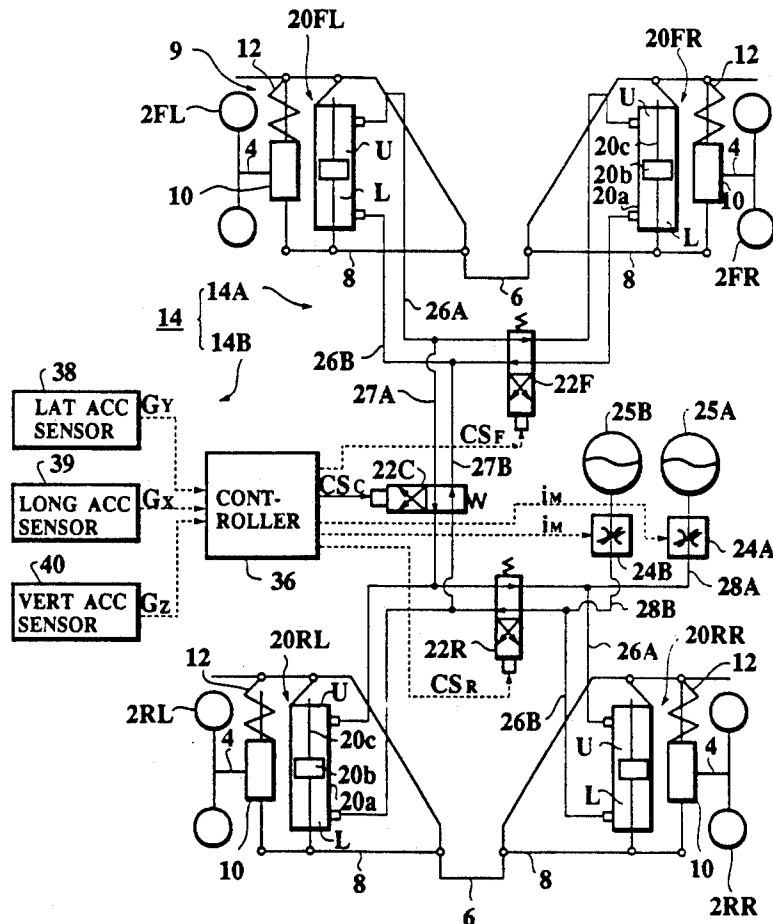 20FL
20FR
12
12
9
2FL
U
U
20c
4
4
20b
L
20a
10
10
L
8
8
2FR
6
14A
14
14B
26A
26B
22F
27A
25B
25A
38
LAT ACC
SENSOR
GY
CSF
39
LONG ACC
SENSOR
GX
CONT-
ROLLER
36
CSC
22C
27B
iM
iM
24A
24B
28A
40
VERT ACC
SENSOR
GZ
28B
22R
20RL
26A
20RR
12
12
CSR
26B
2RL
U
20c
U
4
4
20b
20a
L
L
10
10
8
8
6
2RR